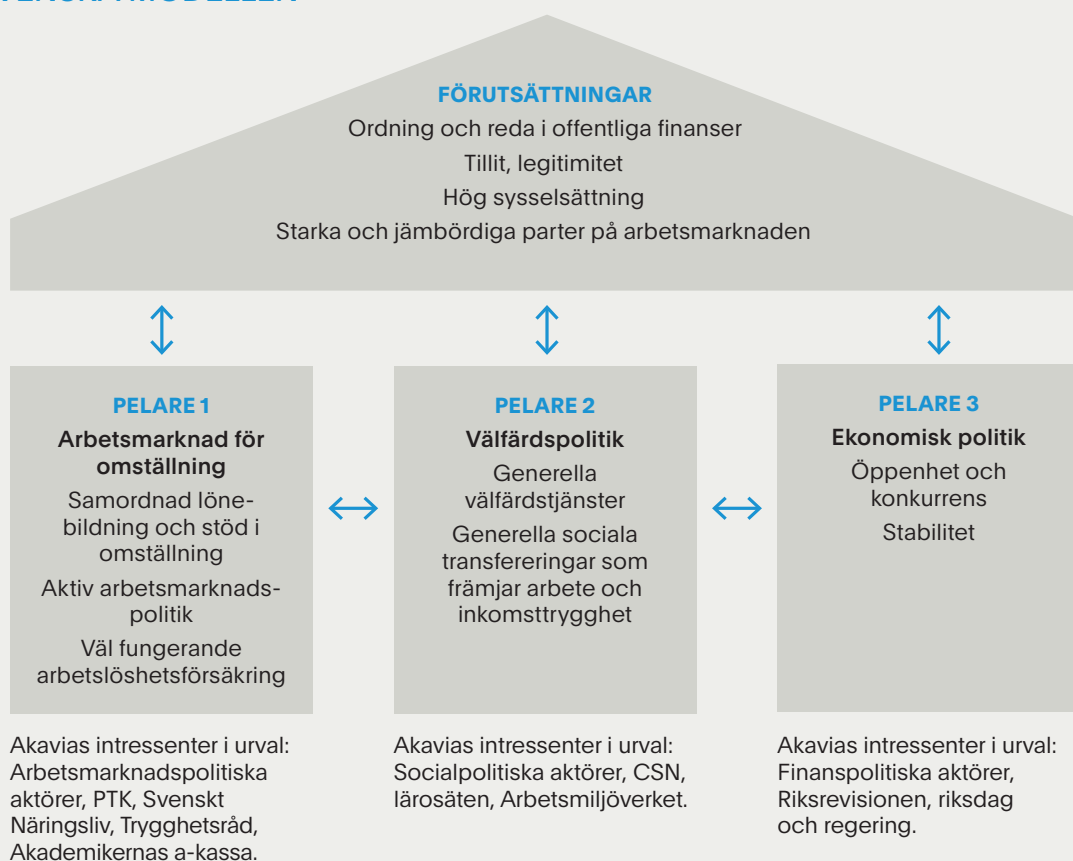 FÖRUTSÄTTNINGAR
Ordning och reda i offentliga finanser
Tillit, legitimitet
Hög sysselsättning
Starka och jämbördiga parter på arbetsmarknaden
PELARE 1
Arbetsmarknad för
omställning
Samordnad löne-
bildning och stöd i
omställning
Aktiv arbetsmarknads-
politik
Väl fungerande
arbetslöshetsförsäkring
PELARE 2
Välfärdspolitik
Generella
välfärdstjänster
Generella sociala
transfereringar som
främjar arbete och
inkomsttrygghet
PELARE 3
Ekonomisk politik
Öppenhet och
konkurrens
Stabilitet
Akavias intressenter i urval:
Arbetsmarknadspolitiska
aktörer, PTK, Svenskt
Näringsliv, Trygghetsråd,
Akademikernas a-kassa.
Akavias intressenter i urval:
Socialpolitiska aktörer, CSN,
lärosäten, Arbetsmiljöverket.
Akavias intressenter i urval:
Finanspolitiska aktörer,
Riksrevisionen, riksdag
och regering.